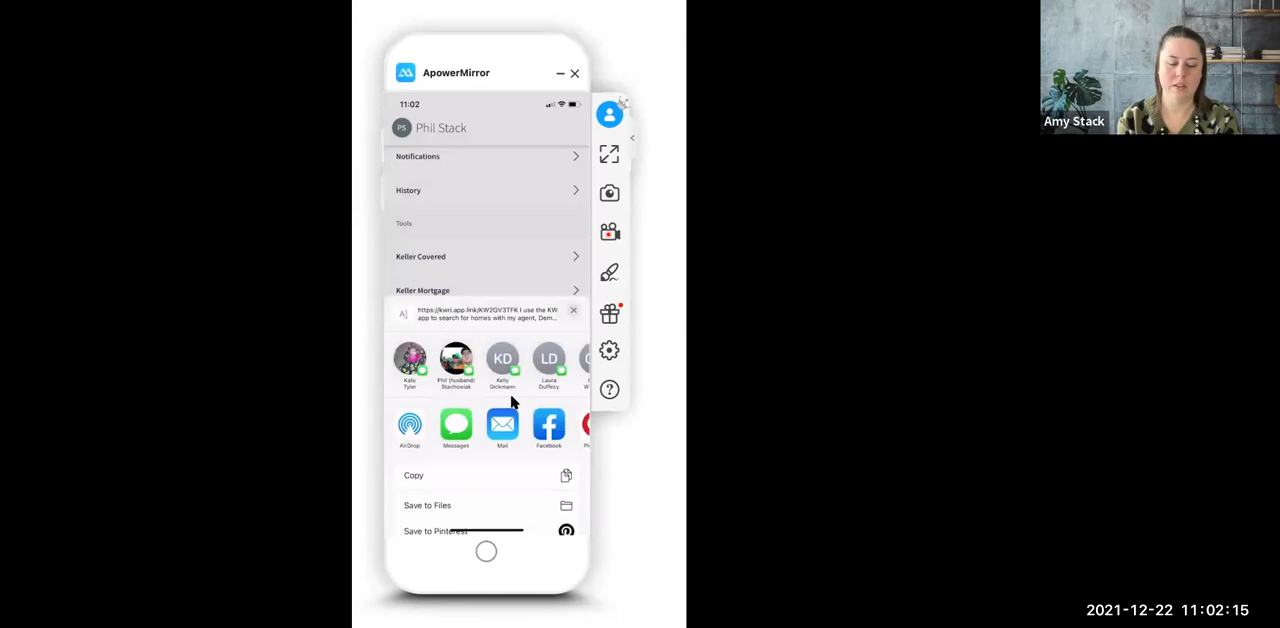 ApowerMirror
11:02
PS Phil Stack
Notifications
History
Tools
Keller Covered
Keller Mortgage
A
https://kwri.app.link/KW2GV3TFK I use the KW
app to search for homes with my agent, Dem...
KD
LD
Kate
Tyler
Phil (husband)
Stachowiak
Kelly
Dickmann
Laura
Duffecy
AirDrop
Messages
Mail
Facebook
Copy
Save to Files
Save to Pinterest
Amy Stack
2021-12-22 11:02:15